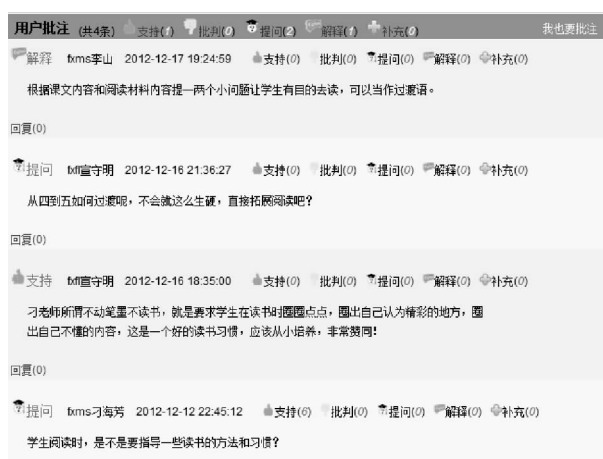 用户批注 (共4条) 支持(1) 批判(0) 提问(2) 解释(1) 补充(0) 我也要批注
解释 fxms李山 2012-12-17 19:24:59 支持(0) 批判(0) 提问(0) 解释(0) 补充(0)
根据课文内容和阅读材料内容提一两个小问题让学生有目的去读，可以当作过渡语。
回复(0)
提问 fxfl宣守明 2012-12-16 21:36:27 支持(0) 批判(0) 提问(0) 解释(0) 补充(0)
从四到五如何过渡呢，不会就这么生硬，直接拓展阅读吧？
回复(0)
支持 fxfl宣守明 2012-12-16 18:35:00 支持(0) 批判(0) 提问(0) 解释(0) 补充(0)
刁老师所谓不动笔墨不读书，就是要求学生在读书时圈圈点点，圈出自己认为精彩的地方，圈
出自己不懂的内容，这是一个好的读书习惯，应该从小培养，非常赞同！
回复(0)
提问 fxms刁海芳 2012-12-12 22:45:12 支持(6) 批判(0) 提问(0) 解释(0) 补充(0)
学生阅读时，是不是要指导一些读书的方法和习惯？